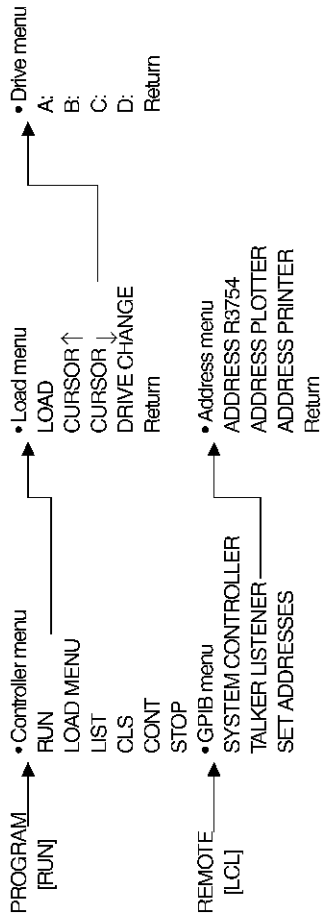 PROGRAM
[RUN]
• Controller menu
RUN
LOAD MENU
LIST
CLS
CONT
STOP
• Load menu
LOAD
CURSOR ↑
CURSOR ↓
DRIVE CHANGE
Return
• Drive menu
A:
B:
C:
D:
Return
REMOTE
[LCL]
• GPIB menu
SYSTEM CONTROLLER
TALKER LISTENER
SET ADDRESSES
• Address menu
ADDRESS R3754
ADDRESS PLOTTER
ADDRESS PRINTER
Return